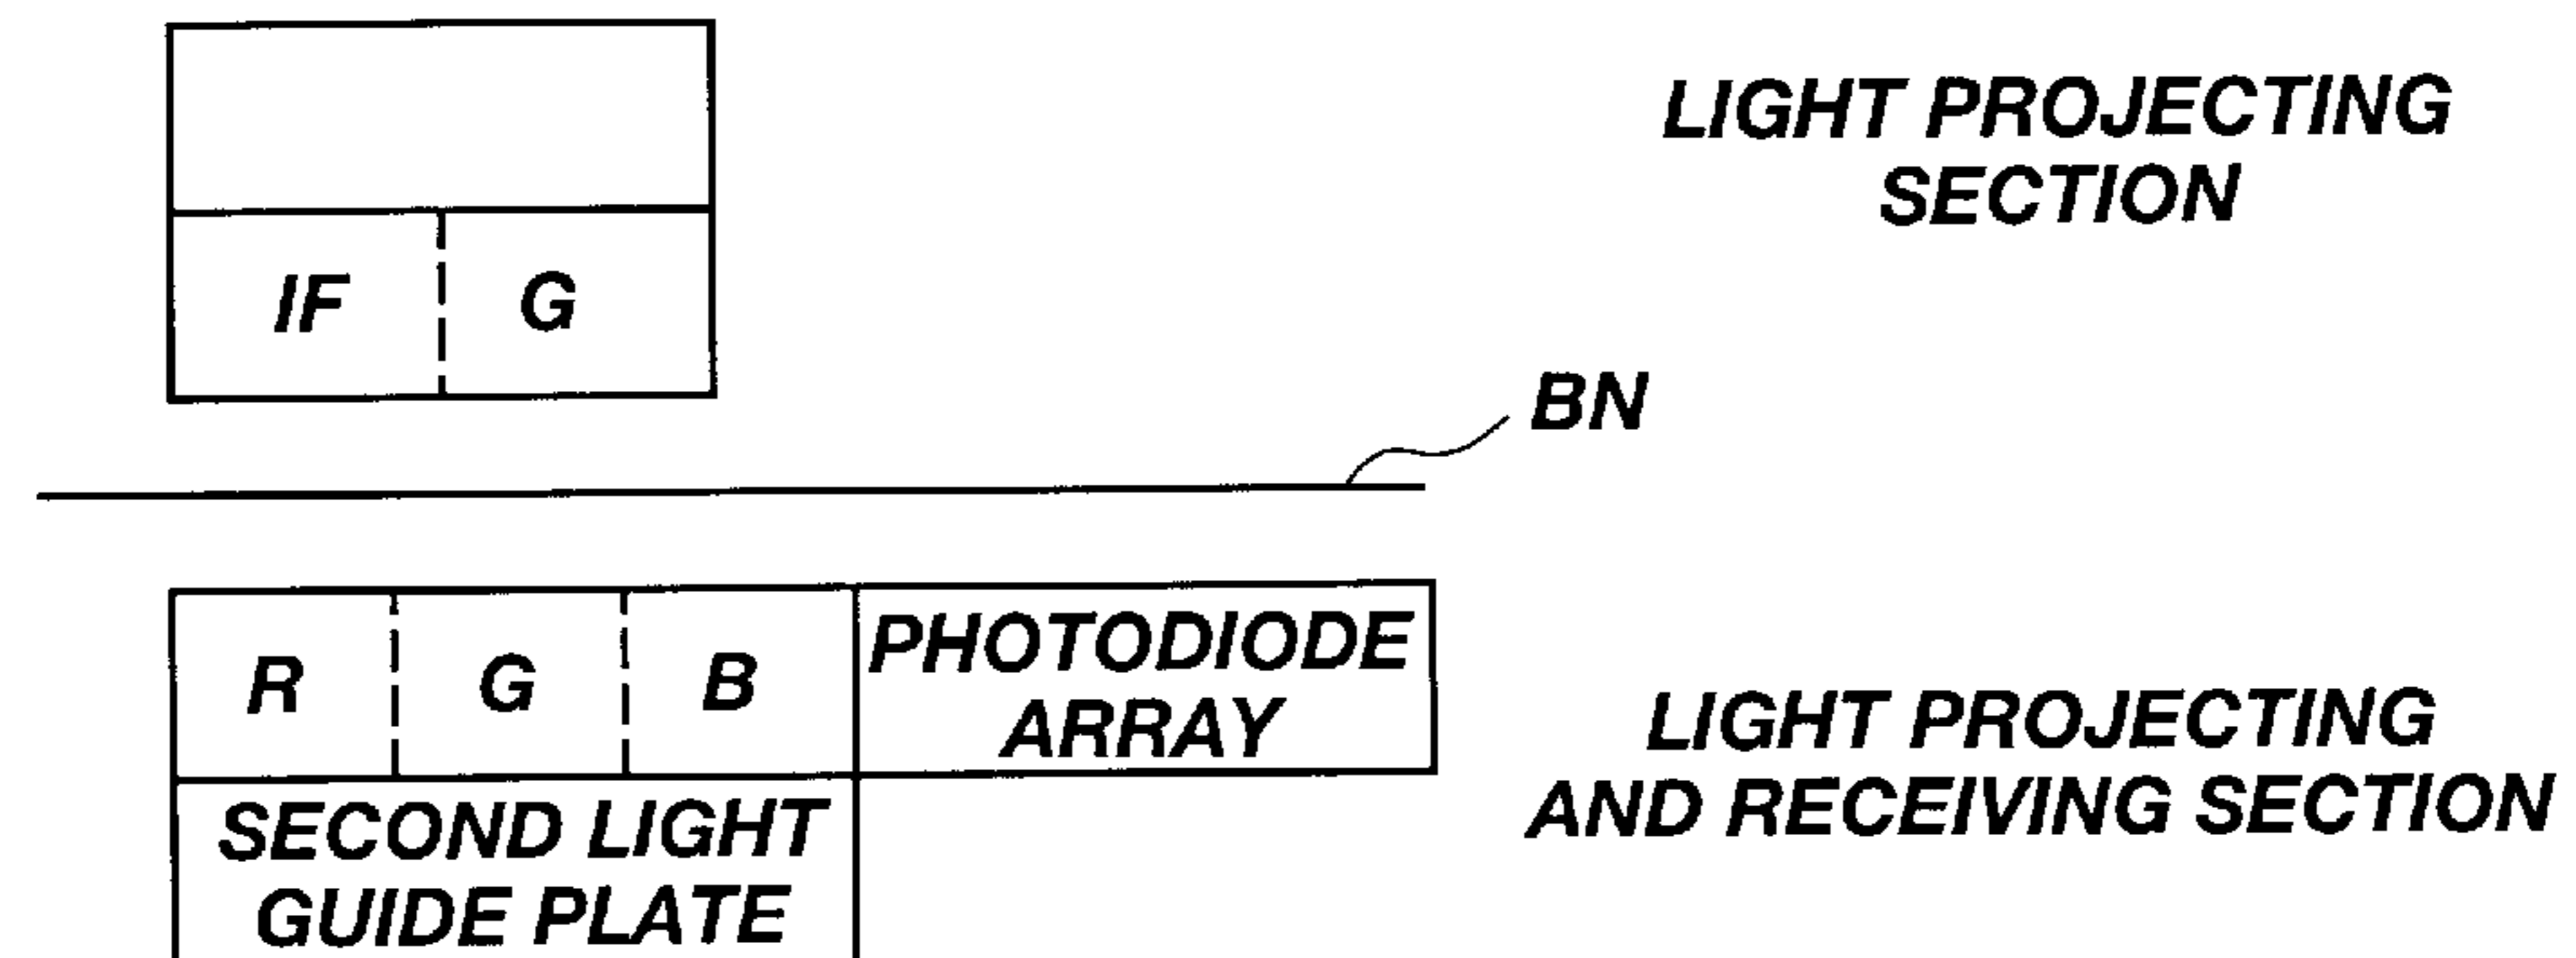 LIGHT PROJECTING
SECTION
IF G
BN
R G B PHOTODIODE
ARRAY
LIGHT PROJECTING
AND RECEIVING SECTION
SECOND LIGHT
GUIDE PLATE